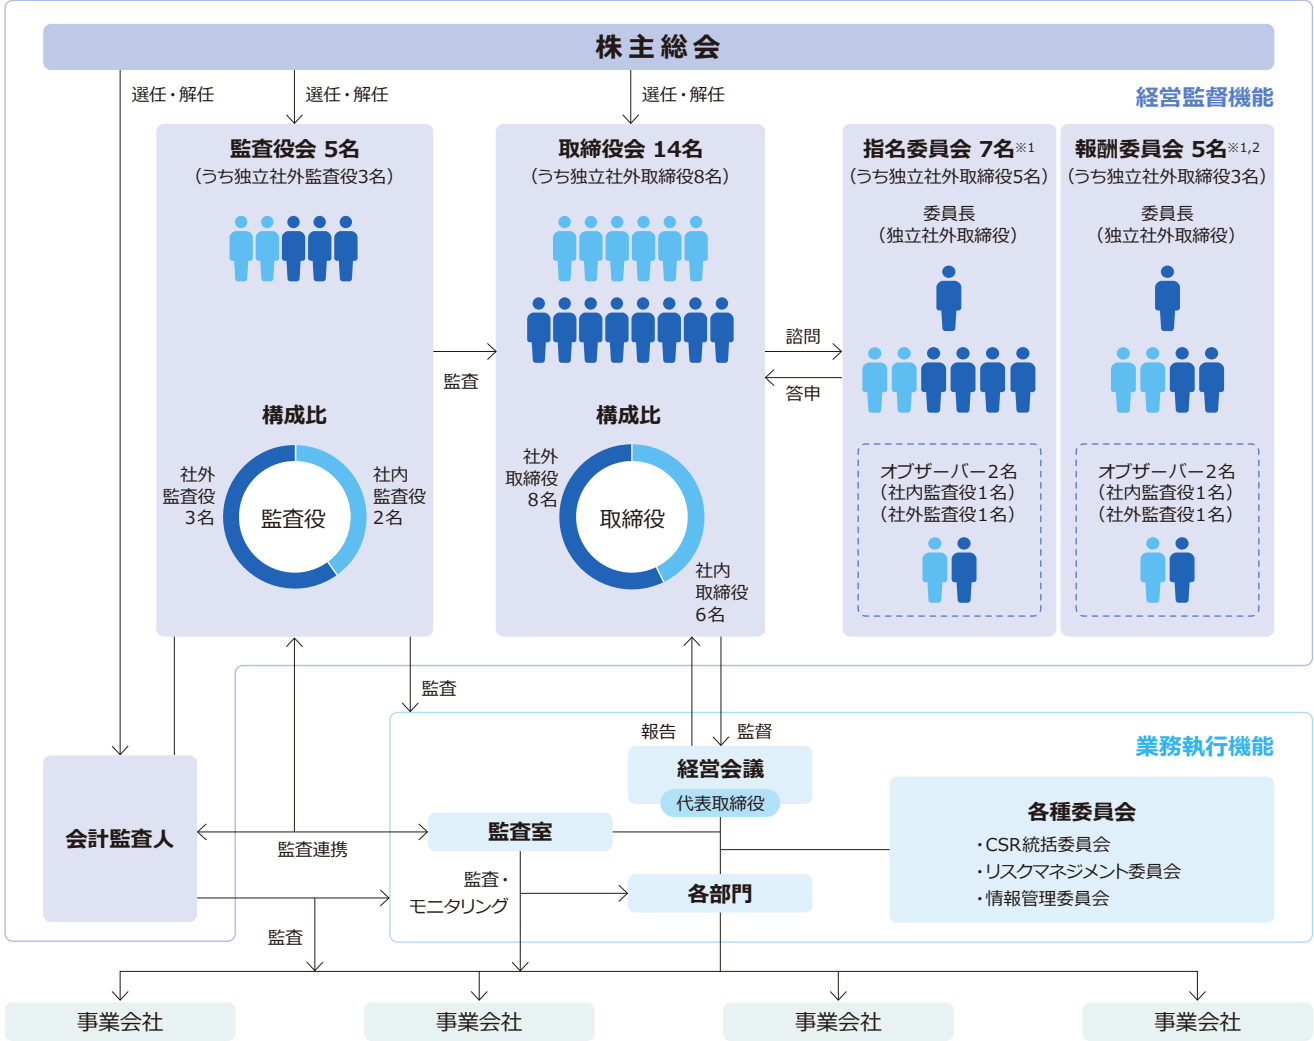 株主総会
選任・解任
選任・解任
選任・解任
経営監督機能
監査役会 5名
(うち独立社外監査役3名)
取締役会 14名
(うち独立社外取締役8名)
指名委員会 7名※1
(うち独立社外取締役5名)
委員長
(独立社外取締役)
報酬委員会 5名※1,2
(うち独立社外取締役3名)
委員長
(独立社外取締役)
監査
諮問
答申
構成比
社外
監査役
3名
監査役
社内
監査役
2名
構成比
社外
取締役
8名
取締役
社内
取締役
6名
オブザーバー2名
(社内監査役1名)
(社外監査役1名)
オブザーバー2名
(社内監査役1名)
(社外監査役1名)
監査
報告
監督
業務執行機能
経営会議
代表取締役
会計監査人
監査連携
監査室
各種委員会
・CSR統括委員会
・リスクマネジメント委員会
・情報管理委員会
監査・
モニタリング
各部門
監査
事業会社
事業会社
事業会社
事業会社